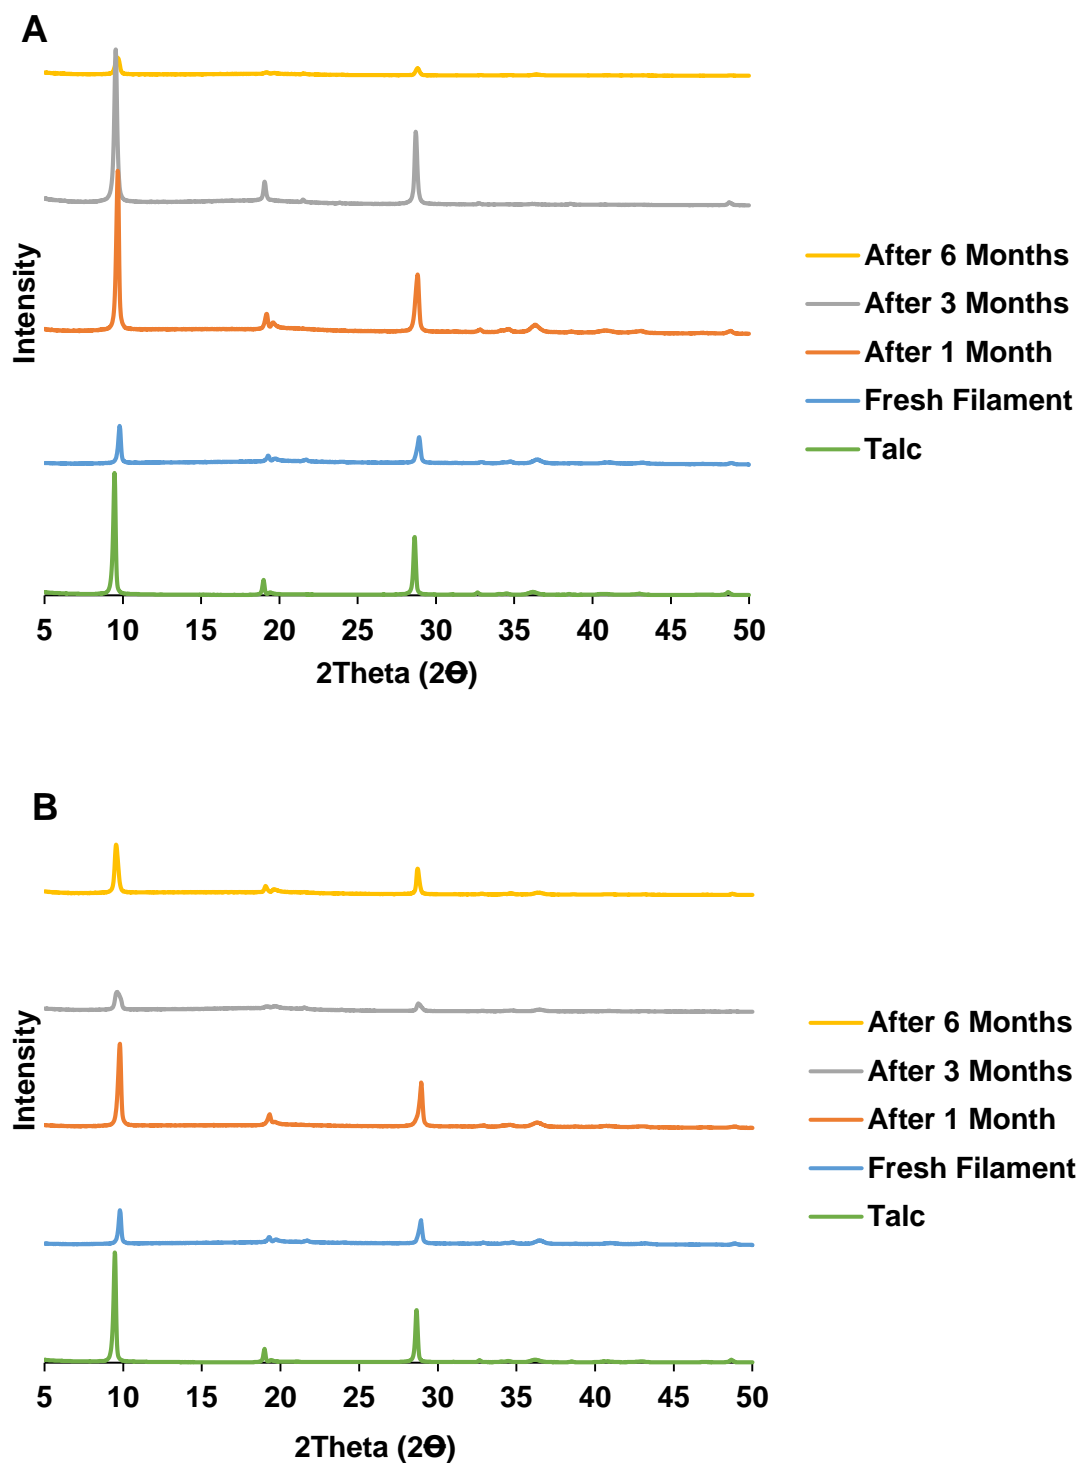 A
Intensity
After 6 Months
After 3 Months
After 1 Month
Fresh Filament
Talc
5 10 15 20 25 30 35 40 45 50
2Theta (2ϴ)
B
Intensity
After 6 Months
After 3 Months
After 1 Month
Fresh Filament
Talc
5 10 15 20 25 30 35 40 45 50
2Theta (2ϴ)